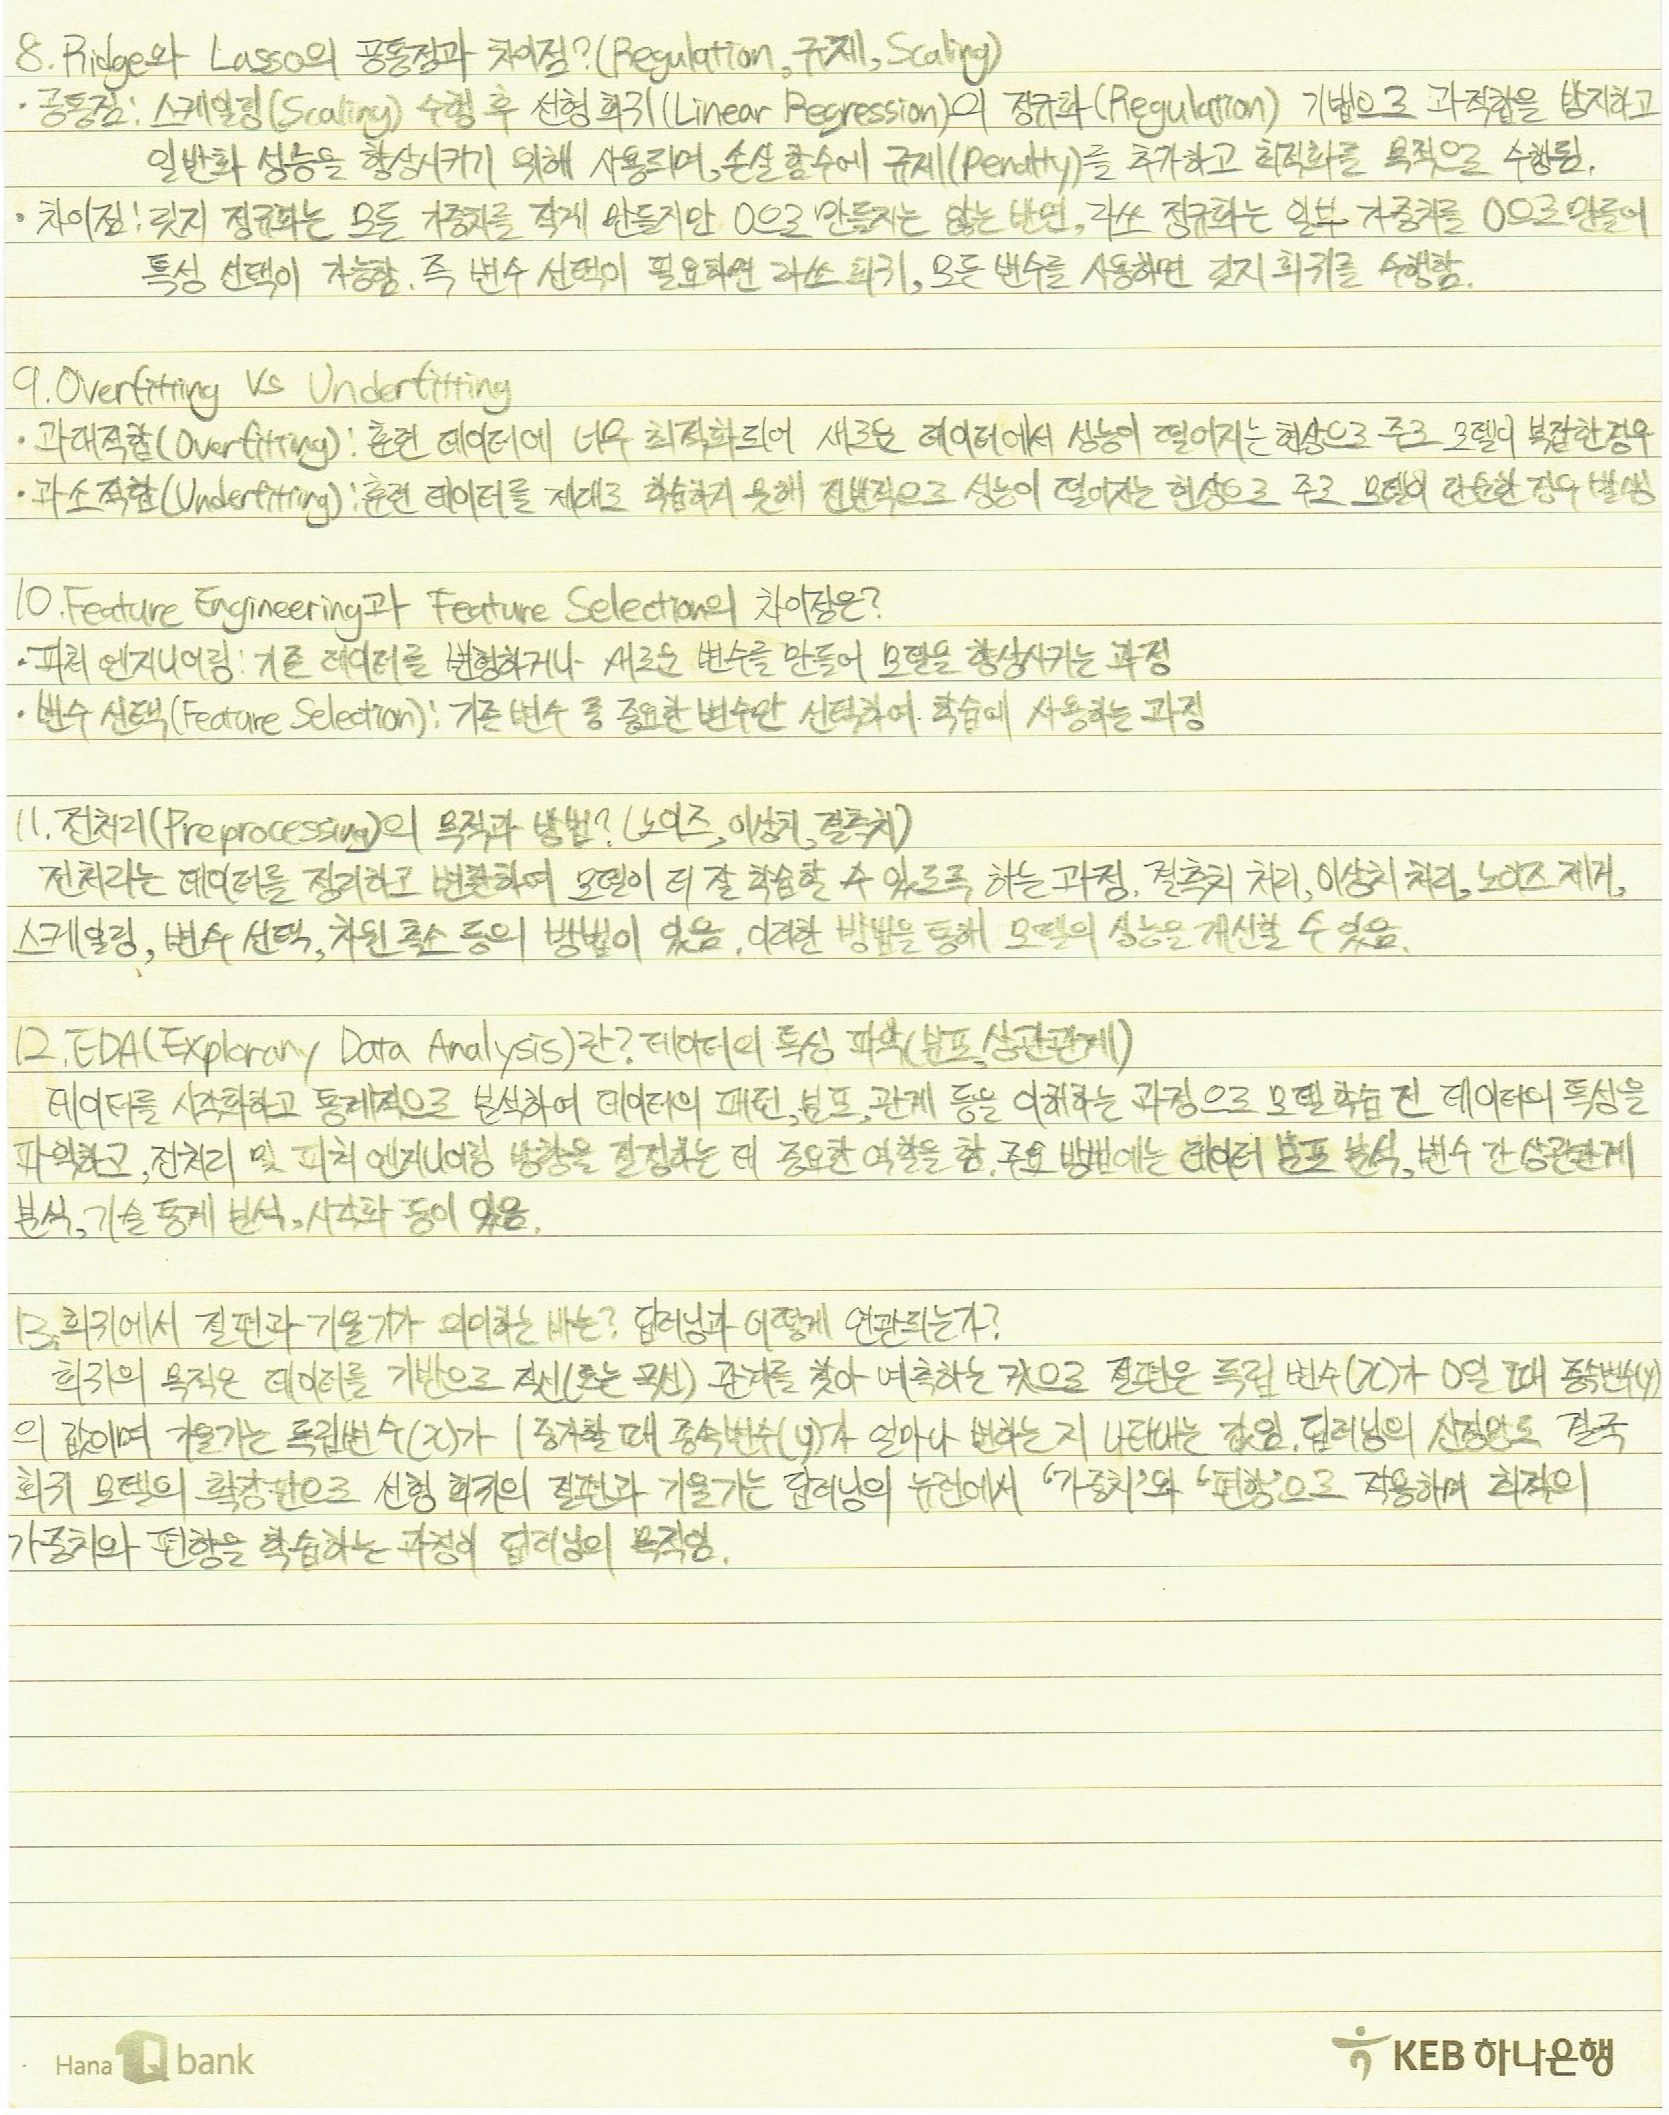 8. Ridge와 Lasso의 공통점과 차이점?(Regulation, 규제, Scaling)
· 공통점: 스케일링(Scaling) 수행 후 선형 회귀(Linear Regression)의 정규화(Regulation) 기법으로 과적합을 방지하고
일반화 성능을 향상시키기 위해 사용되며, 손실 함수에 규제(Penalty)를 추가하고 최적화를 목적으로 수행됨.
· 차이점: 릿지 정규화는 모든 가중치를 작게 만들지만 0으로 만들지는 않는 반면, 라쏘 정규화는 일부 가중치를 0으로 만들어
특성 선택이 가능함. 즉 변수 선택이 필요하면 라쏘 회귀, 모든 변수를 사용하면 릿지 회귀를 수행함.
9. Overfitting Vs Underfitting
· 과대적합(Overfitting): 훈련 데이터에 너무 최적화되어 새로운 데이터에서 성능이 떨어지는 현상으로 주로 모델이 복잡한 경우
· 과소적합(Underfitting): 훈련 데이터를 제대로 학습하지 못해 전반적으로 성능이 떨어지는 현상으로 주로 모델이 단순한 경우 발생
10. Feature Engineering과 Feature Selection의 차이점은?
· 피처 엔지니어링: 기존 데이터를 변형하거나 새로운 변수를 만들어 모델을 향상시키는 과정
· 변수 선택(Feature Selection): 기존 변수 중 중요한 변수만 선택하여 학습에 사용하는 과정
11. 전처리(Preprocessing)의 목적과 방법? (노이즈, 이상치, 결측치)
전처리는 데이터를 정리하고 변환하여 모델이 더 잘 학습할 수 있도록 하는 과정. 결측치 처리, 이상치 처리, 노이즈 제거,
스케일링, 변수 선택, 차원 축소 등의 방법이 있음. 이러한 방법을 통해 모델의 성능을 개선할 수 있음.
12. EDA(Explorary Data Analysis)란? 데이터의 특성 파악(분포, 상관관계)
데이터를 시각화하고 통계적으로 분석하여 데이터의 패턴, 분포, 관계 등을 이해하는 과정으로 모델 학습 전 데이터의 특성을
파악하고, 전처리 및 피처 엔지니어링 방향을 결정하는 데 중요한 역할을 함. 주요 방법에는 데이터 분포 분석, 변수 간 상관관계
분석, 기술 통계 분석, 시각화 등이 있음.
13. 회귀에서 절편과 기울기가 의미하는 바는? 딥러닝과 어떻게 연관되는가?
회귀의 목적은 데이터를 기반으로 직선(또는 곡선) 관계를 찾아 예측하는 것으로 절편은 독립 변수(x)가 0일 때 종속변수(y)
의 값이며 기울기는 독립변수(x)가 1 증가할 때 종속변수(y)가 얼마나 변하는 지 나타내는 값임. 딥러닝의 신경망도 결국
회귀 모델의 확장판으로 선형 회귀의 절편과 기울기는 딥러닝의 뉴런에서 '가중치'와 '편향'으로 작용하며 최적의
가중치와 편향을 학습하는 과정이 딥러닝의 목적임.
Hana 1Q bank
KEB 하나은행